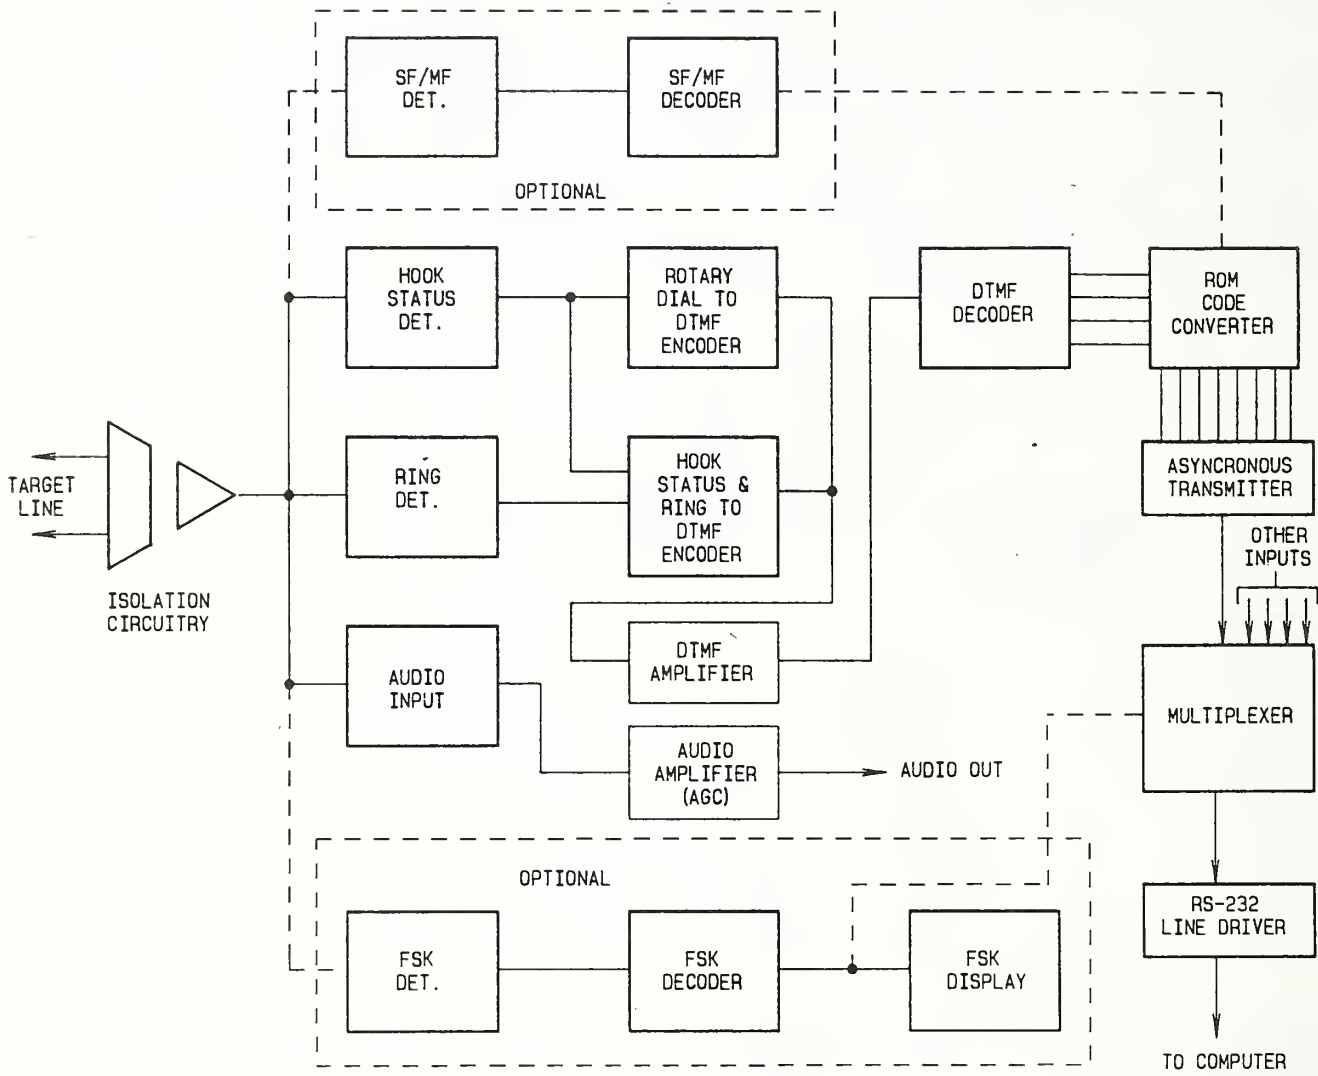 SF/MF
DET.
SF/MF
DECODER
OPTIONAL
HOOK
STATUS
DET.
ROTARY
DIAL TO
DTMF
ENCODER
DTMF
DECODER
ROM
CODE
CONVERTER
TARGET
LINE
ISOLATION
CIRCUITRY
RING
DET.
HOOK
STATUS &
RING TO
DTMF
ENCODER
ASYNCRONOUS
TRANSMITTER
OTHER
INPUTS
AUDIO
INPUT
DTMF
AMPLIFIER
AUDIO
AMPLIFIER
(AGC)
AUDIO OUT
MULTIPLEXER
OPTIONAL
FSK
DET.
FSK
DECODER
FSK
DISPLAY
RS-232
LINE DRIVER
TO COMPUTER